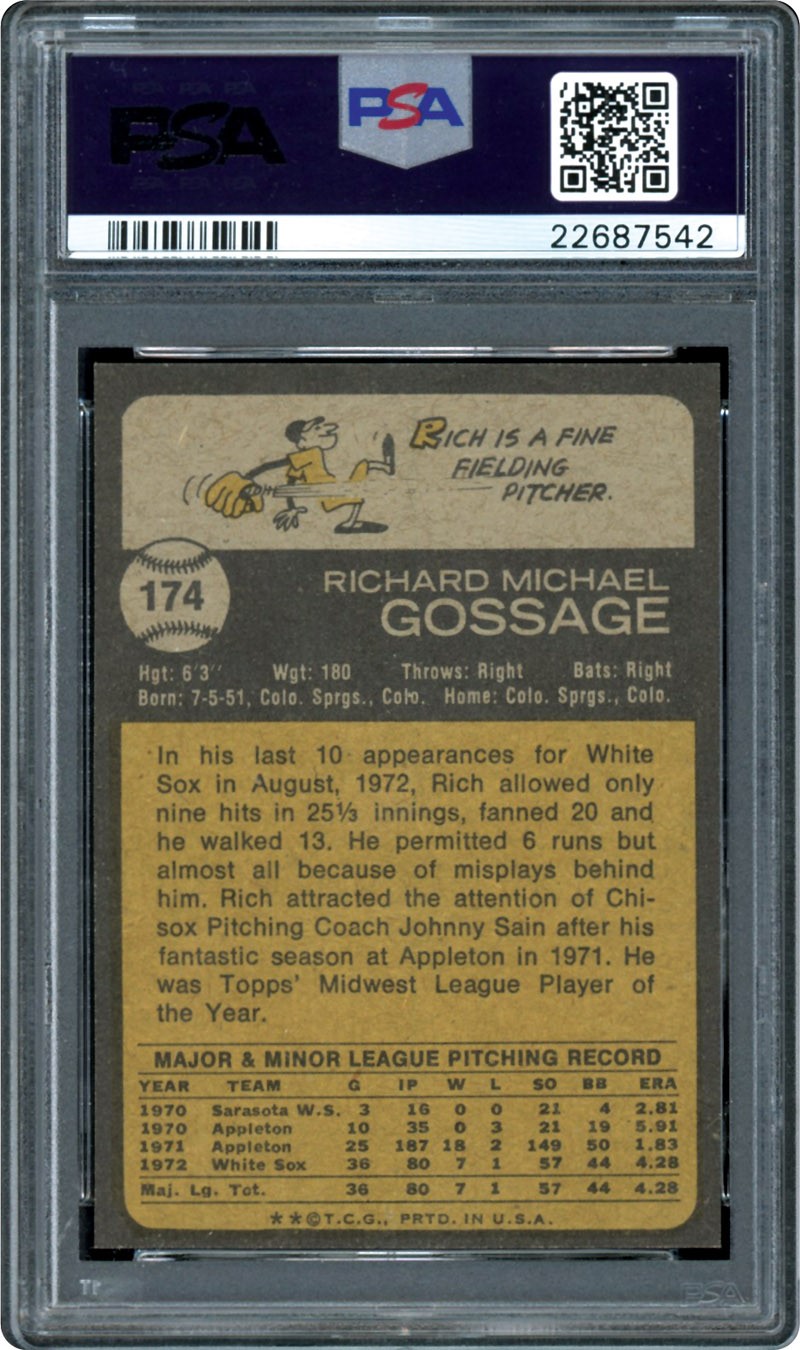 PSA PSA PSA
PSA
PSA
PSA PSA PSA
22687542
RICH IS A FINE
FIELDING
PITCHER.
174
RICHARD MICHAEL
GOSSAGE
Hgt: 6'3'' Wgt: 180 Throws: Right Bats: Right
Born: 7-5-51, Colo. Sprgs., Colo. Home: Colo. Sprgs., Colo.
In his last 10 appearances for White
Sox in August, 1972, Rich allowed only
nine hits in 25⅓ innings, fanned 20 and
he walked 13. He permitted 6 runs but
almost all because of misplays behind
him. Rich attracted the attention of Chi-
sox Pitching Coach Johnny Sain after his
fantastic season at Appleton in 1971. He
was Topps' Midwest League Player of
the Year.
MAJOR & MINOR LEAGUE PITCHING RECORD
YEAR TEAM G IP W L SO BB ERA
1970 Sarasota W.S. 3 16 0 0 21 4 2.81
1970 Appleton 10 35 0 3 21 19 5.91
1971 Appleton 25 187 18 2 149 50 1.83
1972 White Sox 36 80 7 1 57 44 4.28
Maj. Lg. Tot. 36 80 7 1 57 44 4.28
**©T.C.G., PRTD. IN U.S.A.
TP
PSA